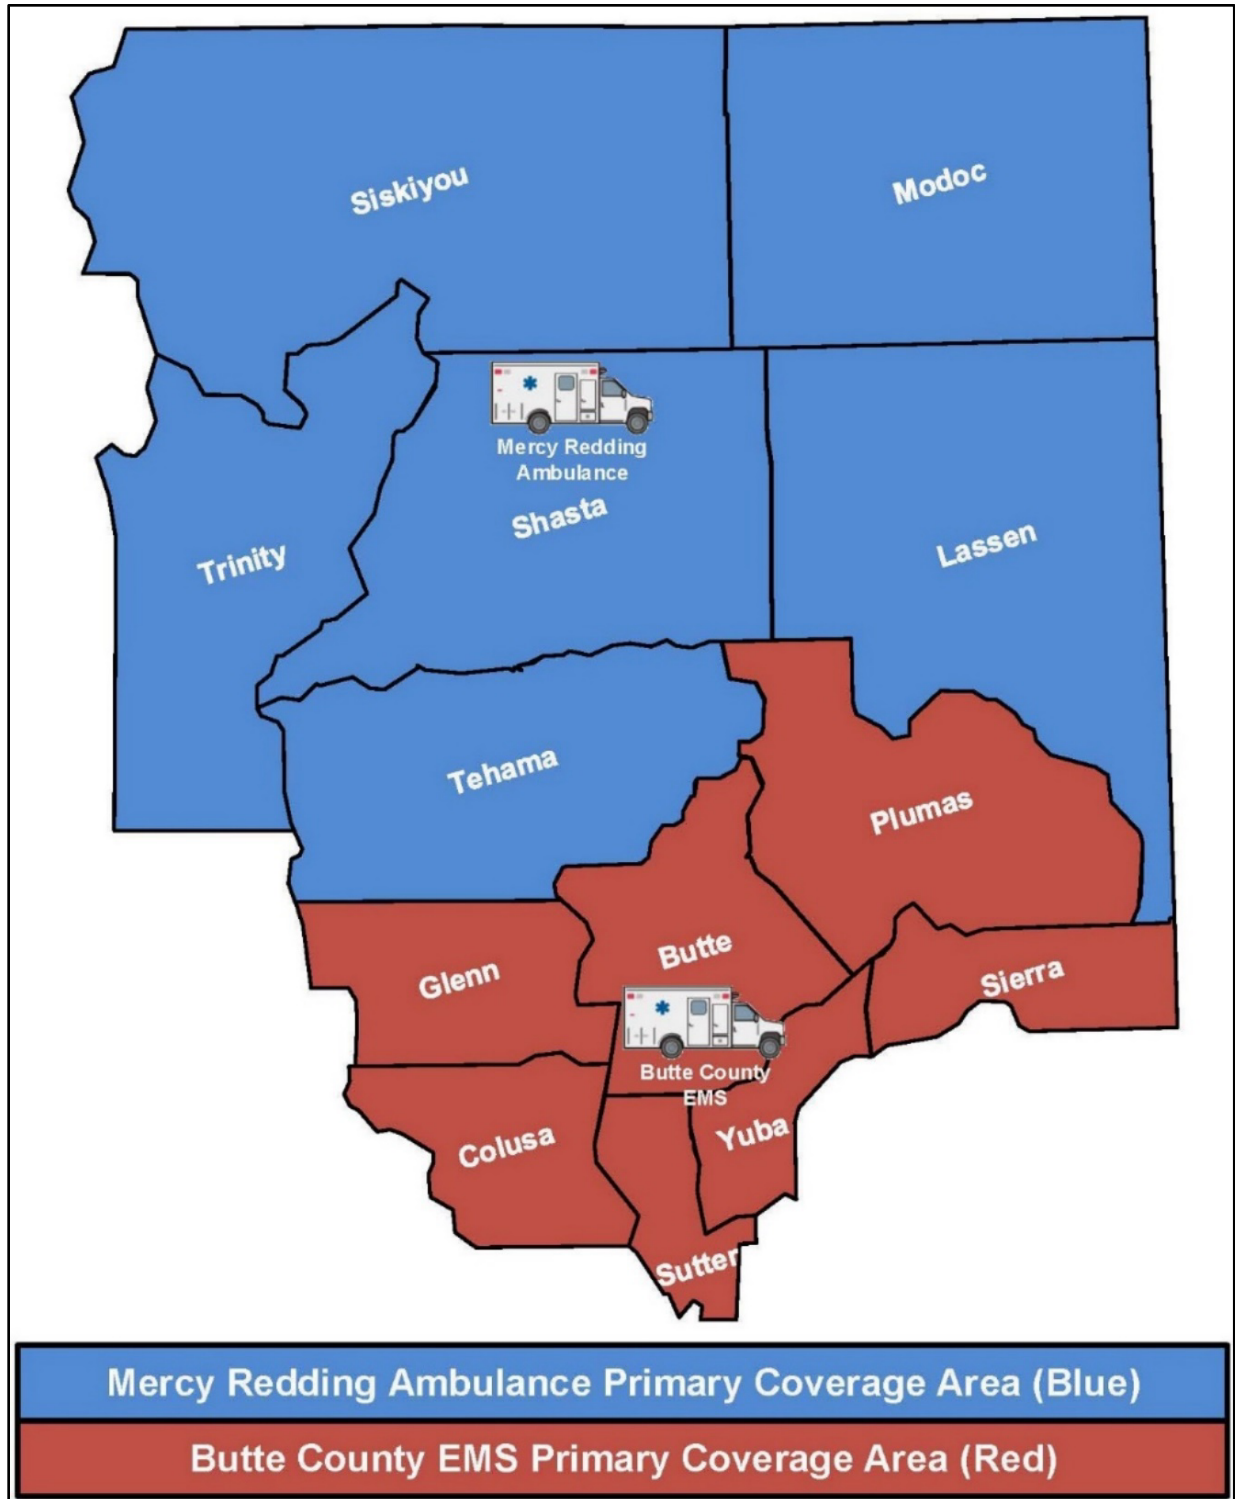 Siskiyou
Modoc
Mercy Redding
Ambulance
Shasta
Trinity
Lassen
Tehama
Plumas
Butte
Glenn
Sierra
Butte County
EMS
Yuba
Colusa
Sutter
Mercy Redding Ambulance Primary Coverage Area (Blue)
Butte County EMS Primary Coverage Area (Red)